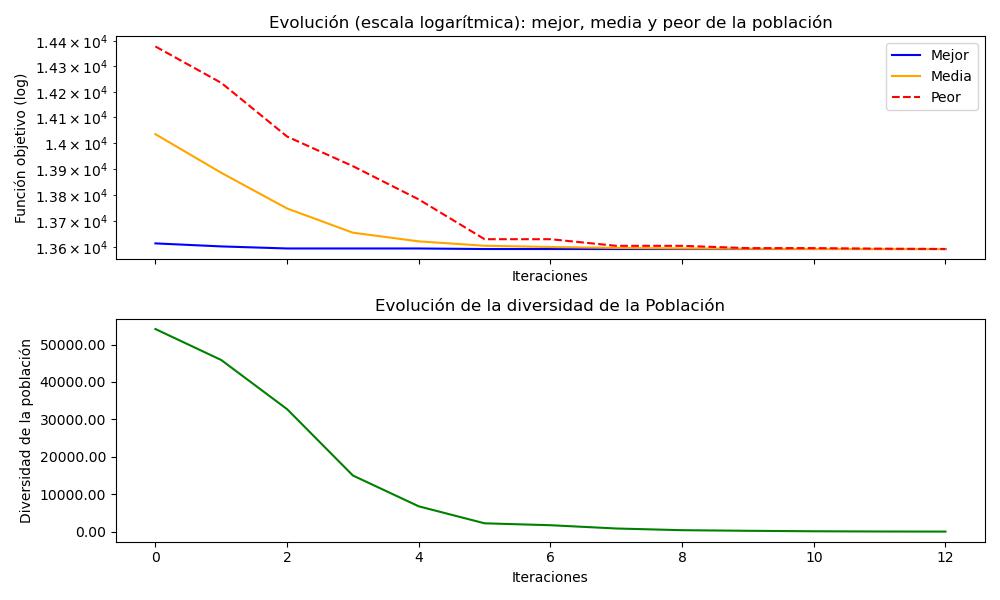 Evolución (escala logarítmica): mejor, media y peor de la población
Función objetivo (log)
1.44 × 10⁴
1.43 × 10⁴
1.42 × 10⁴
1.41 × 10⁴
1.4 × 10⁴
1.39 × 10⁴
1.38 × 10⁴
1.37 × 10⁴
1.36 × 10⁴
Mejor
Media
Peor
Iteraciones
Evolución de la diversidad de la Población
Diversidad de la población
50000.00
40000.00
30000.00
20000.00
10000.00
0.00
0 2 4 6 8 10 12
Iteraciones